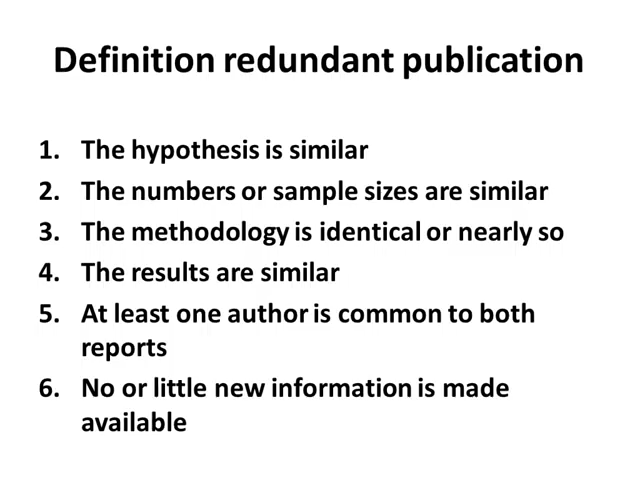 Definition redundant publication
1. The hypothesis is similar
2. The numbers or sample sizes are similar
3. The methodology is identical or nearly so
4. The results are similar
5. At least one author is common to both
reports
6. No or little new information is made
available